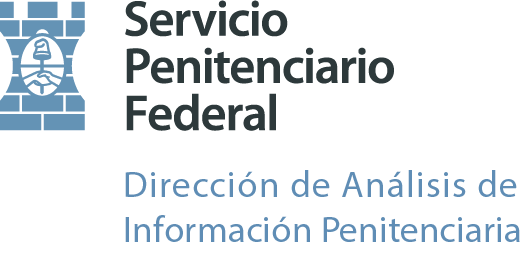 Servicio
Penitenciario
Federal
Dirección de Análisis de
Información Penitenciaria